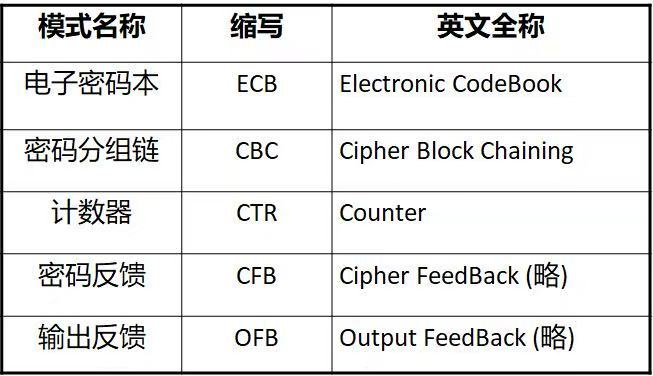 模式名称 缩写 英文全称
电子密码本 ECB Electronic CodeBook
密码分组链 CBC Cipher Block Chaining
计数器 CTR Counter
密码反馈 CFB Cipher FeedBack (略)
输出反馈 OFB Output FeedBack (略)